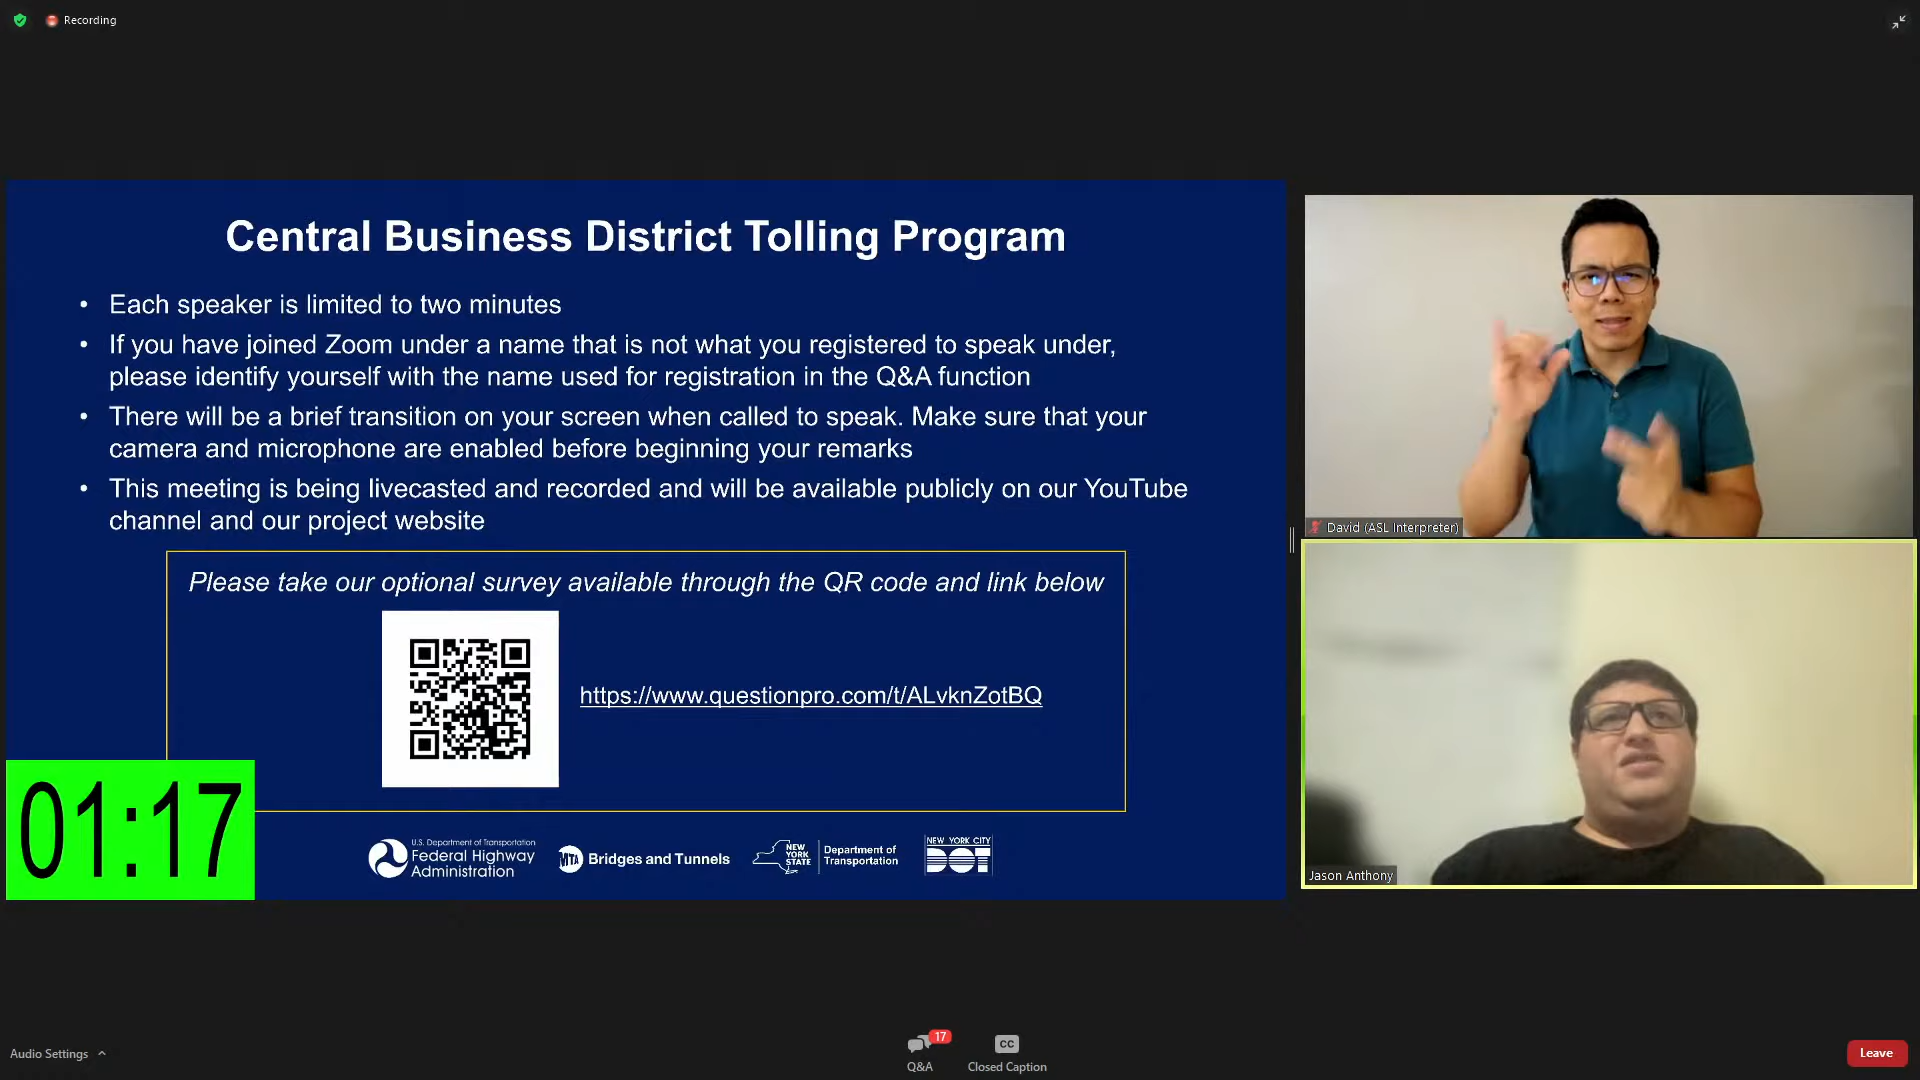 Recording
Central Business District Tolling Program
• Each speaker is limited to two minutes
• If you have joined Zoom under a name that is not what you registered to speak under,
please identify yourself with the name used for registration in the Q&A function
• There will be a brief transition on your screen when called to speak. Make sure that your
camera and microphone are enabled before beginning your remarks
• This meeting is being livecasted and recorded and will be available publicly on our YouTube
channel and our project website
Please take our optional survey available through the QR code and link below
https://www.questionpro.com/t/ALvknZotBQ
01:17
U.S. Department of Transportation
Federal Highway
Administration
MTA Bridges and Tunnels
NEW
YORK
STATE
Department of
Transportation
NEW YORK CITY
DOT
David (ASL Interpreter)
Jason Anthony
Audio Settings
17
Q&A
CC
Closed Caption
Leave